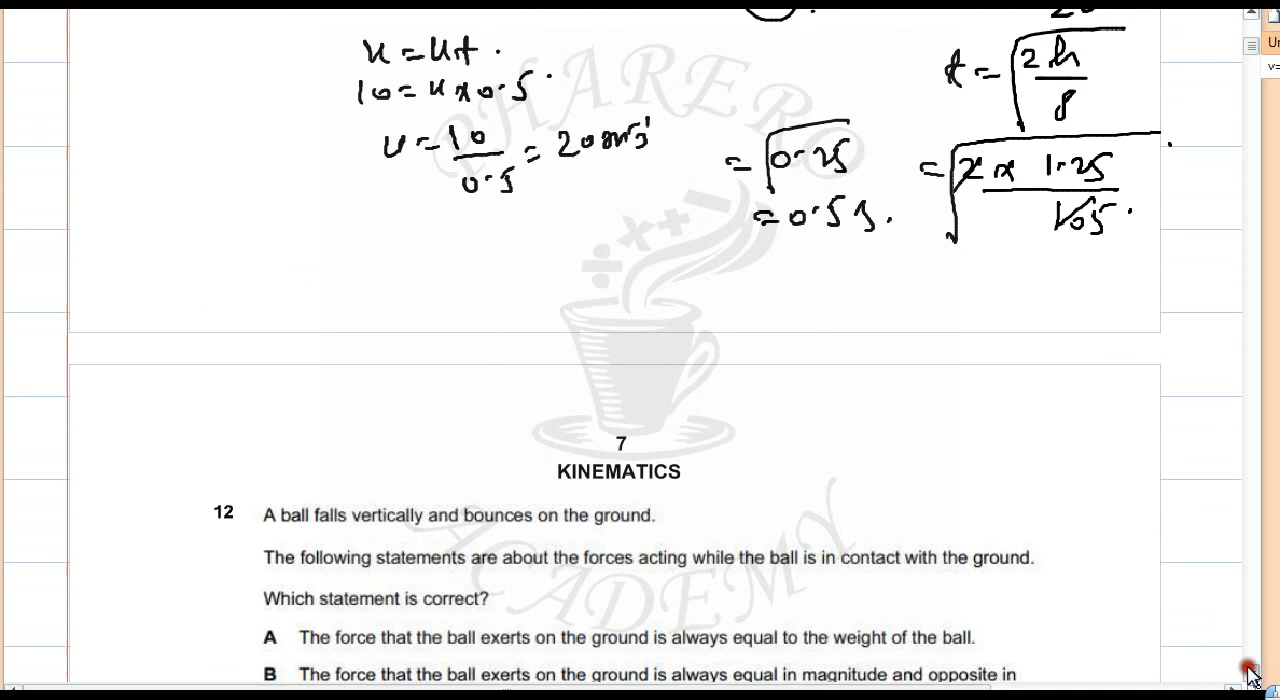 x = ut .
10 = u x 0.5 .
u = 10 / 0.5 = 20 ms-1
t = √(2h / g)
= √(2 x 1.25 / 10 5) .
= √0.25
= 0.5 s .
PHARERO
ACADEMY
7
KINEMATICS
12 A ball falls vertically and bounces on the ground.
The following statements are about the forces acting while the ball is in contact with the ground.
Which statement is correct?
A The force that the ball exerts on the ground is always equal to the weight of the ball.
B The force that the ball exerts on the ground is always equal in magnitude and opposite in
Un
v=